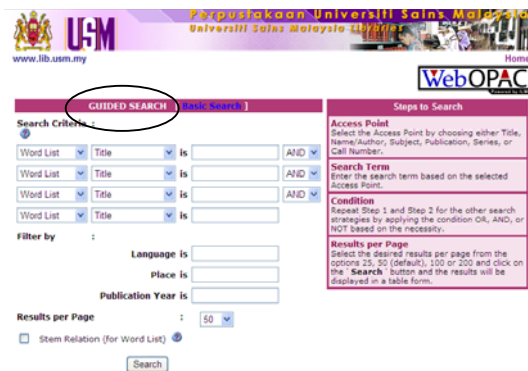 Perpustakaan Universiti Sains Malaysia
Universiti Sains Malaysia Libraries
USM
www.lib.usm.my
Home
WebOPAC
Powered by
GUIDED SEARCH [ Basic Search ]
Search Criteria :
Word List Title is AND
Word List Title is AND
Word List Title is AND
Word List Title is
Filter by :
Language is
Place is
Publication Year is
Results per Page : 50
Stem Relation (for Word List)
Search
Steps to Search
Access Point
Select the Access Point by choosing either Title,
Name/Author, Subject, Publication, Series, or
Call Number.
Search Term
Enter the search term based on the selected
Access Point.
Condition
Repeat Step 1 and Step 2 for the other search
strategies by applying the condition OR, AND, or
NOT based on the necessity.
Results per Page
Select the desired results per page from the
options 25, 50 (default), 100 or 200 and click on
the ` Search ` button and the results will be
displayed in a table form.